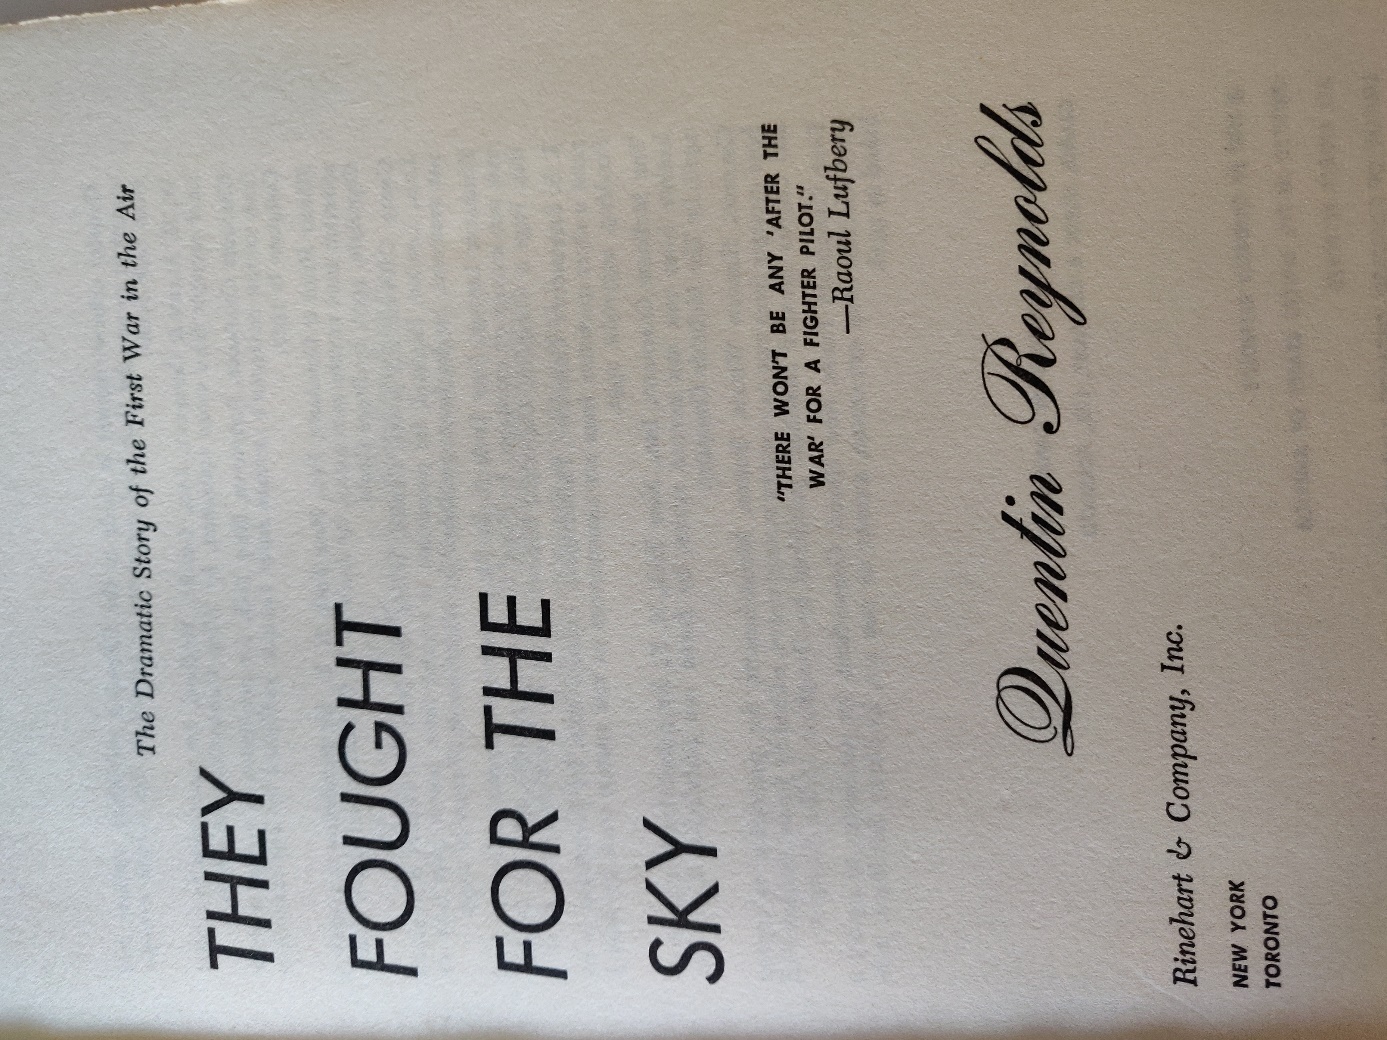 The Dramatic Story of the First War in the Air
THEY
FOUGHT
FOR THE
SKY
"THERE WON'T BE ANY 'AFTER THE
WAR' FOR A FIGHTER PILOT."
—Raoul Lufbery
Quentin Reynolds
Rinehart & Company, Inc.
NEW YORK
TORONTO